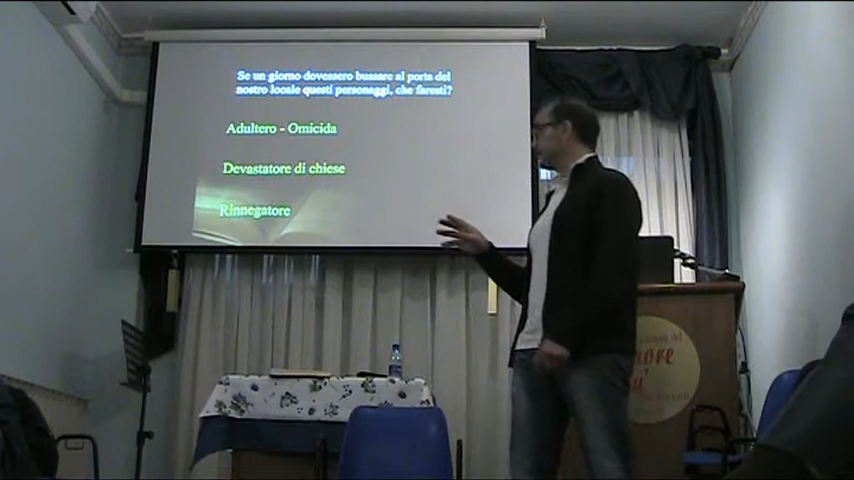 Se un giorno dovessero bussare al porta del
nostro locale questi personaggi, che faresti?
Adultero - Omicida
Devastatore di chiese
Rinnegatore